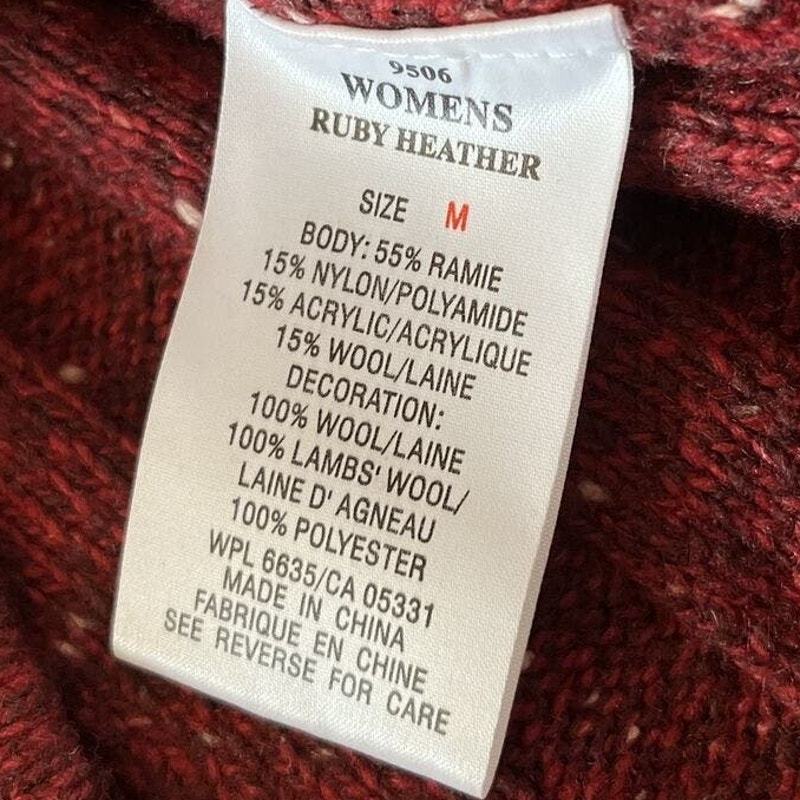 9506
WOMENS
RUBY HEATHER
SIZE M
BODY: 55% RAMIE
15% NYLON/POLYAMIDE
15% ACRYLIC/ACRYLIQUE
15% WOOL/LAINE
DECORATION:
100% WOOL/LAINE
100% LAMBS' WOOL/
LAINE D' AGNEAU
100% POLYESTER
WPL 6635/CA 05331
MADE IN CHINA
FABRIQUE EN CHINE
SEE REVERSE FOR CARE